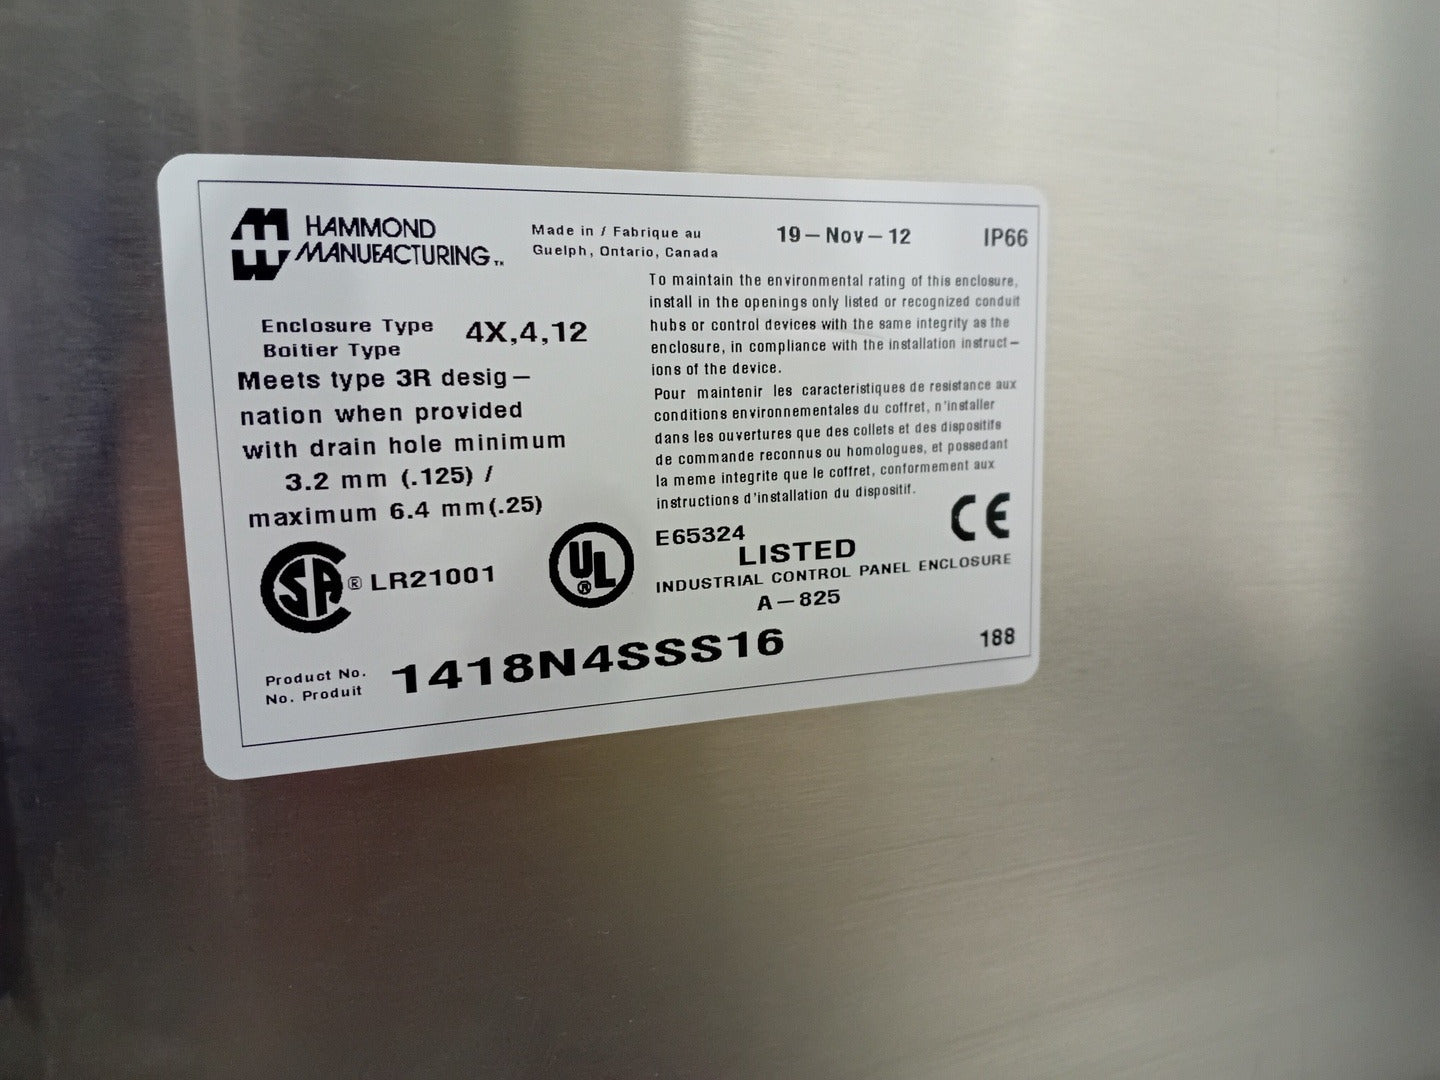 HAMMOND
MANUFACTURING™
Made in / Fabrique au
Guelph, Ontario, Canada
19-Nov-12
IP66
Enclosure Type
Boitier Type
4X,4,12
Meets type 3R desig-
nation when provided
with drain hole minimum
3.2 mm (.125) /
maximum 6.4 mm(.25)
To maintain the environmental rating of this enclosure,
install in the openings only listed or recognized conduit
hubs or control devices with the same integrity as the
enclosure, in compliance with the installation instruct-
ions of the device.
Pour maintenir les caracteristiques de resistance aux
conditions environnementales du coffret, n'installer
dans les ouvertures que des collets et des dispositifs
de commande reconnus ou homologues, et possedant
la meme integrite que le coffret, conformement aux
instructions d'installation du dispositif.
SA ® LR21001
UL ®
E65324
LISTED
INDUSTRIAL CONTROL PANEL ENCLOSURE
A-825
CE
Product No.
No. Produit
1418N4SSS16
188